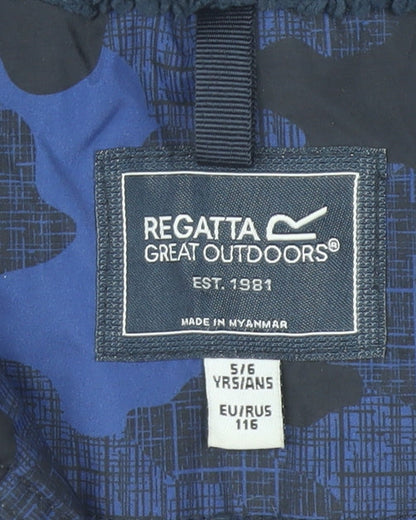 REGATTA
GREAT OUTDOORS®
EST. 1981
MADE IN MYANMAR
5/6
YRS/ANS
EU/RUS
116